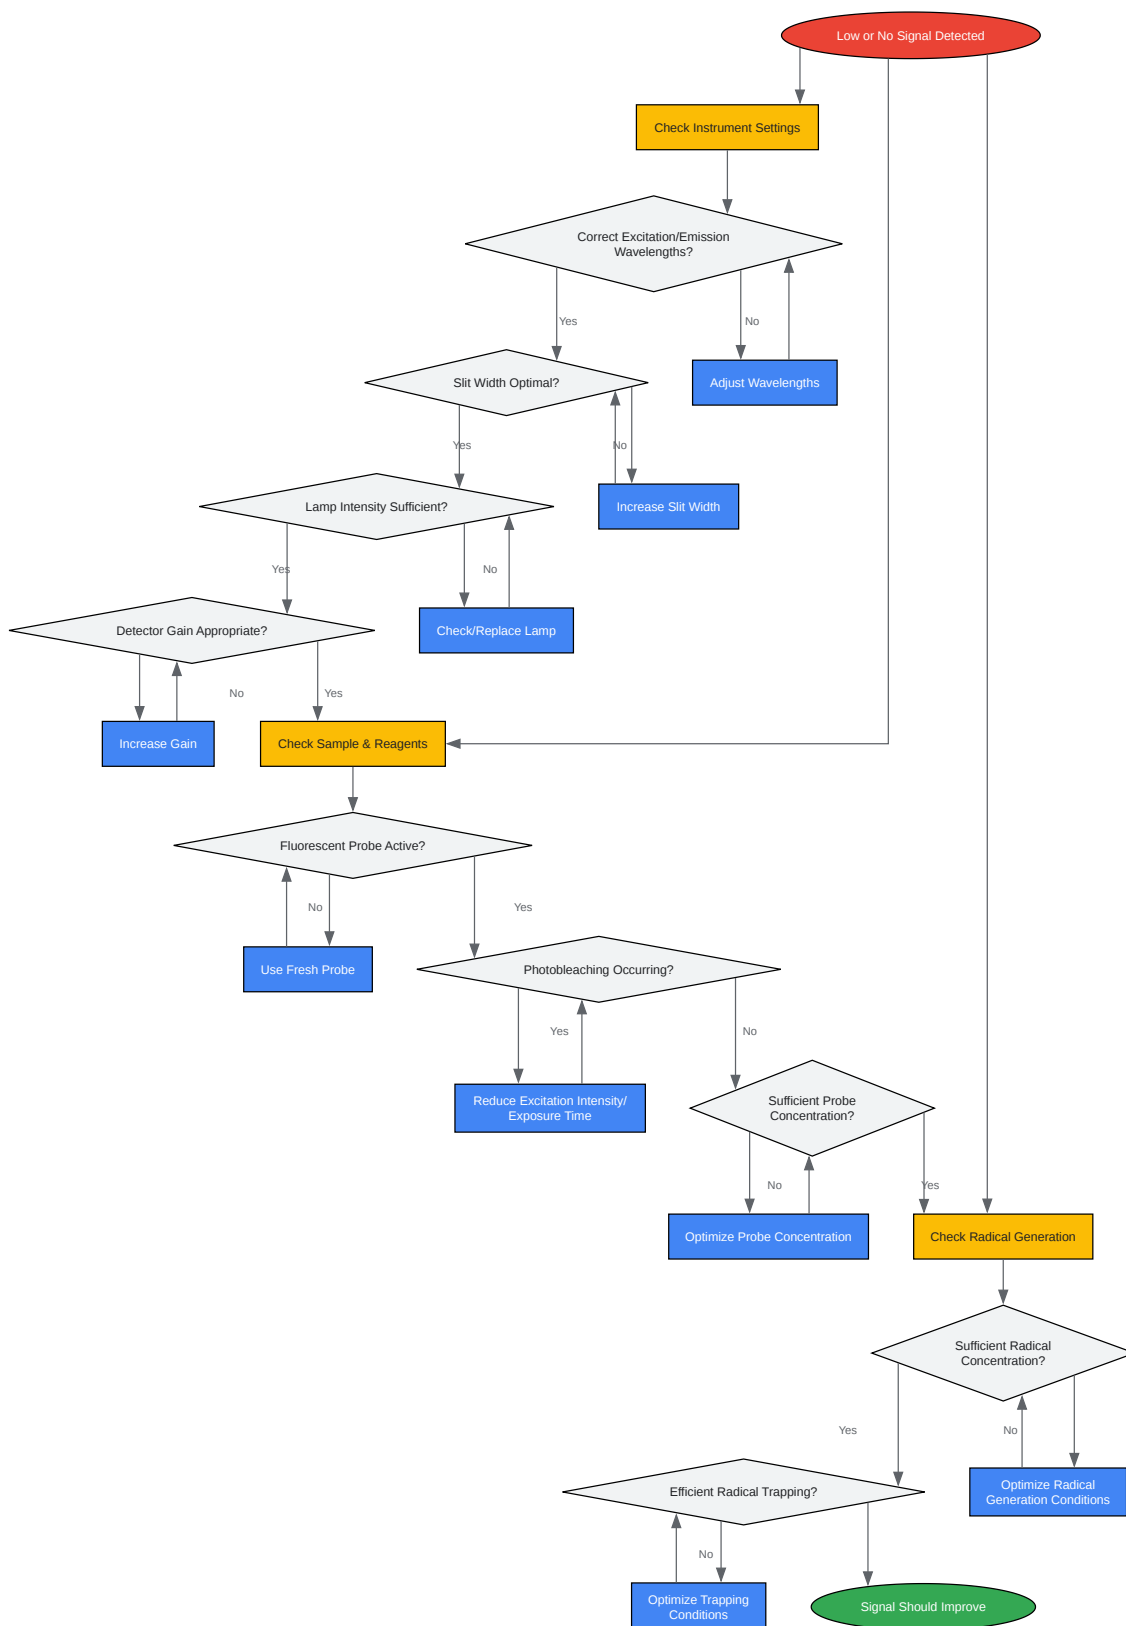 Low or No Signal Detected
Check Instrument Settings
Correct Excitation/Emission
Wavelengths?
Yes
No
Slit Width Optimal?
Adjust Wavelengths
Yes
No
Lamp Intensity Sufficient?
Increase Slit Width
Yes
No
Detector Gain Appropriate?
Check/Replace Lamp
No
Yes
Increase Gain
Check Sample & Reagents
Fluorescent Probe Active?
No
Yes
Use Fresh Probe
Photobleaching Occurring?
Yes
No
Reduce Excitation Intensity/
Exposure Time
Sufficient Probe
Concentration?
No
Yes
Optimize Probe Concentration
Check Radical Generation
Sufficient Radical
Concentration?
Yes
No
Efficient Radical Trapping?
Optimize Radical
Generation Conditions
No
Optimize Trapping
Conditions
Signal Should Improve